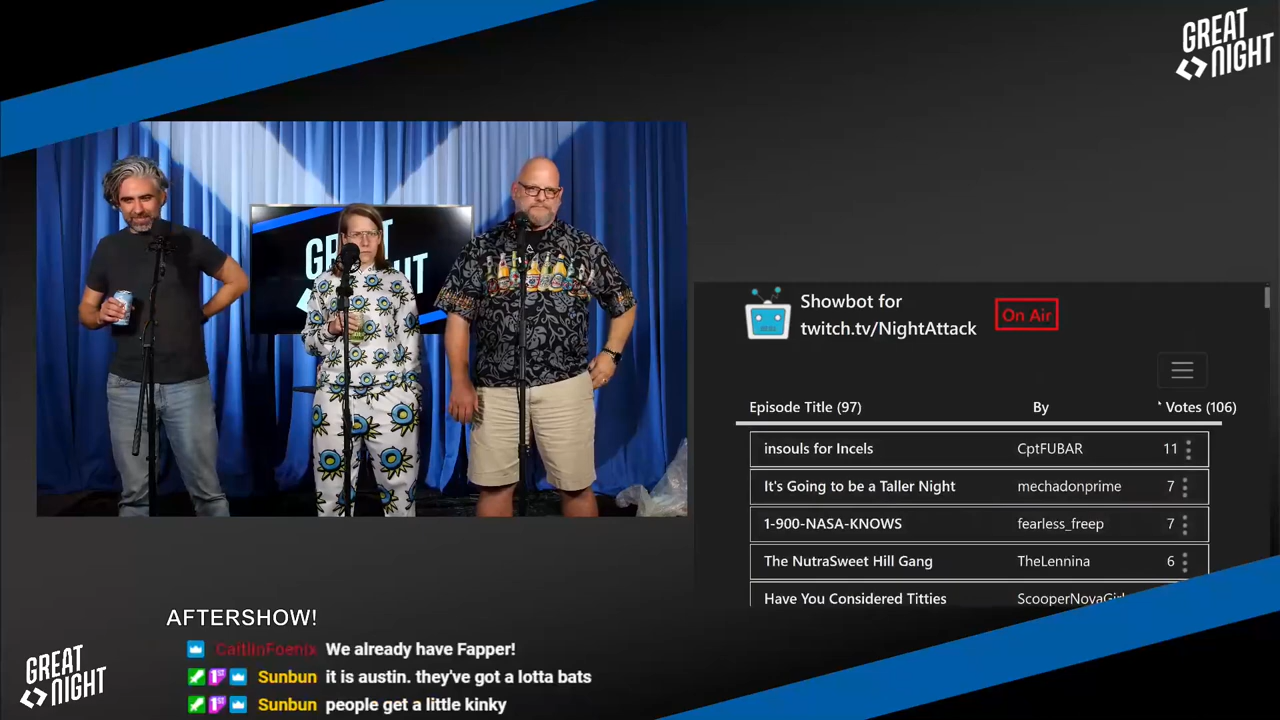 GREAT
NIGHT
GREAT
NIGHT
Showbot for
twitch.tv/NightAttack
On Air
Episode Title (97) By Votes (106)
insouls for Incels CptFUBAR 11
It's Going to be a Taller Night mechadonprime 7
1-900-NASA-KNOWS fearless_freep 7
The NutraSweet Hill Gang TheLennina 6
Have You Considered Titties
AFTERSHOW!
CaitlinFoenix We already have Fapper!
Sunbun it is austin. they've got a lotta bats
Sunbun people get a little kinky
GREAT
NIGHT